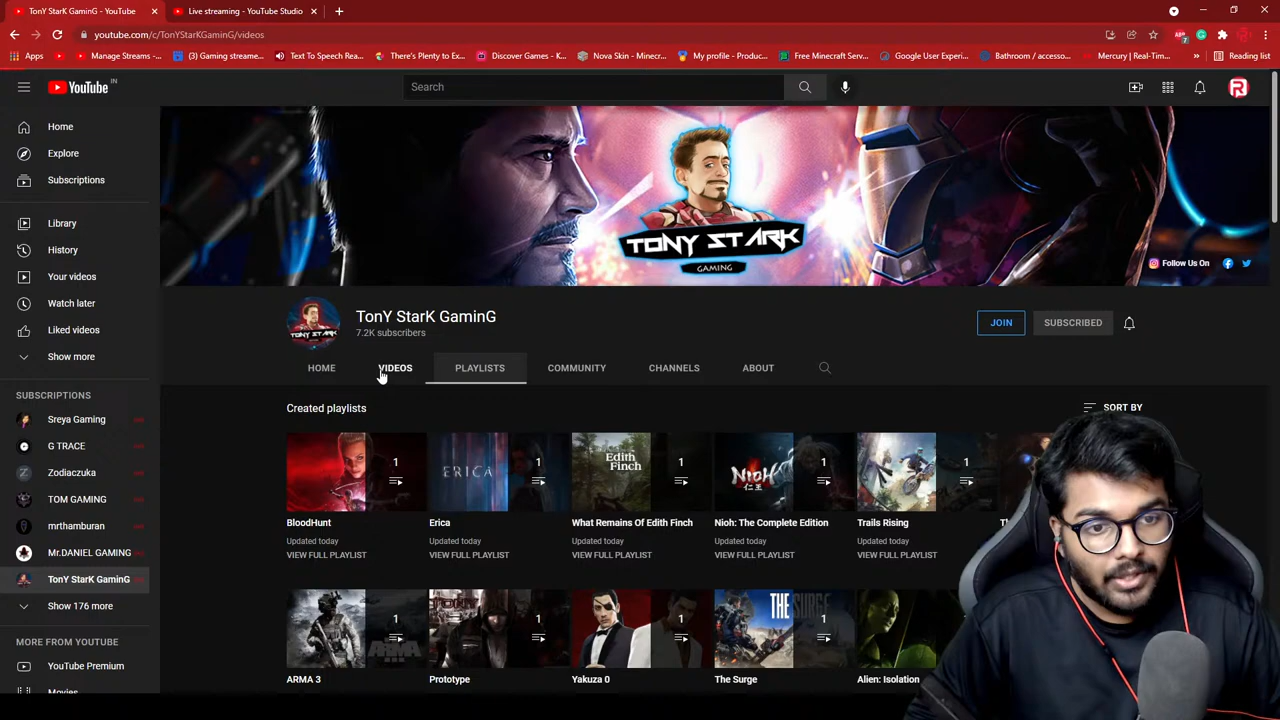 TonY StarK GaminG - YouTube
Live streaming - YouTube Studio
youtube.com/c/TonYStarKGaminG/videos
Apps
Manage Streams -...
(3) Gaming streame...
Text To Speech Rea...
There's Plenty to Ex...
Discover Games - K...
Nova Skin - Minecr...
My profile - Produc...
Free Minecraft Serv...
Google User Experi...
Bathroom / accesso...
Mercury | Real-Tim...
»
Reading list
YouTube IN
Search
Home
Explore
Subscriptions
Library
History
Your videos
Watch later
Liked videos
Show more
SUBSCRIPTIONS
Sreya Gaming
G TRACE
Zodiaczuka
TOM GAMING
mrthamburan
Mr.DANIEL GAMING
TonY StarK GaminG
Show 176 more
MORE FROM YOUTUBE
YouTube Premium
Movies
TONY STARK
GAMING
Follow Us On
TONY STARK
TonY StarK GaminG
7.2K subscribers
JOIN
SUBSCRIBED
HOME
VIDEOS
PLAYLISTS
COMMUNITY
CHANNELS
ABOUT
Created playlists
SORT BY
1
ERICA
1
Edith Finch
1
NIOH
仁王
1
1
BloodHunt
Erica
What Remains Of Edith Finch
Nioh: The Complete Edition
Trails Rising
Updated today
Updated today
Updated today
Updated today
Updated today
VIEW FULL PLAYLIST
VIEW FULL PLAYLIST
VIEW FULL PLAYLIST
VIEW FULL PLAYLIST
VIEW FULL PLAYLIST
ARMA
1
1
1
THE SURGE
1
ARMA 3
Prototype
Yakuza 0
The Surge
Alien: Isolation